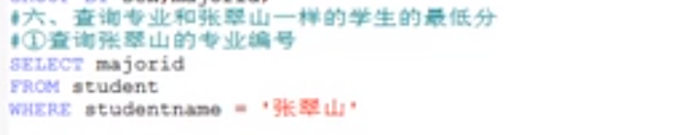 #六、查询专业和张翠山一样的学生的最低分
#①查询张翠山的专业编号
SELECT majorid
FROM student
WHERE studentname = '张翠山'